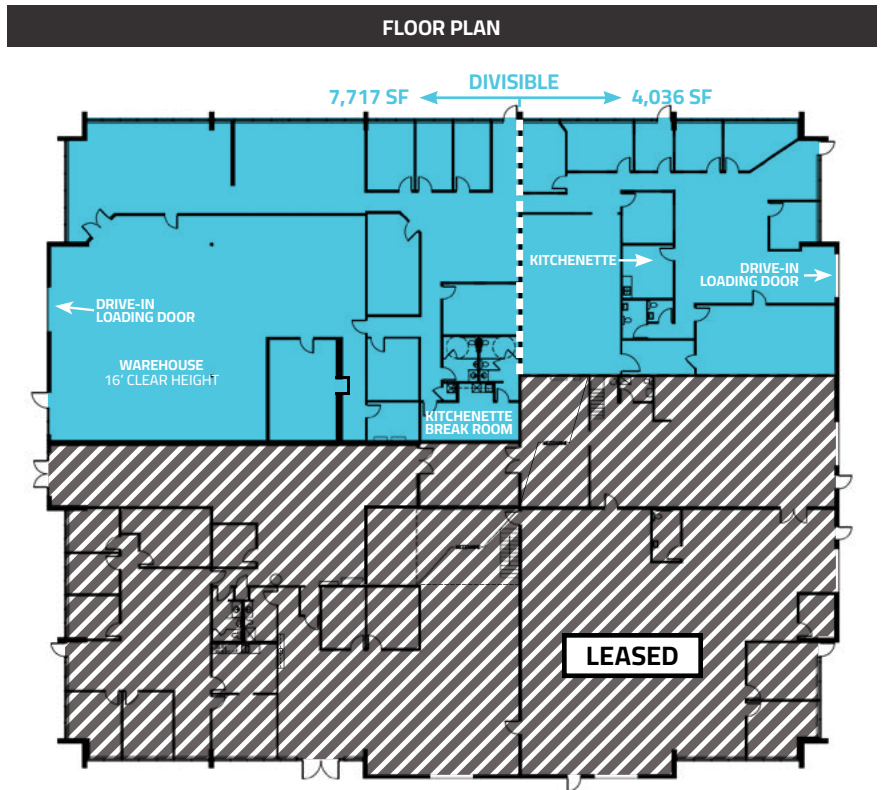 FLOOR PLAN
DIVISIBLE
7,717 SF
4,036 SF
KITCHENETTE
DRIVE-IN
LOADING DOOR
DRIVE-IN
LOADING DOOR
WAREHOUSE
16' CLEAR HEIGHT
KITCHENETTE
BREAK ROOM
LEASED